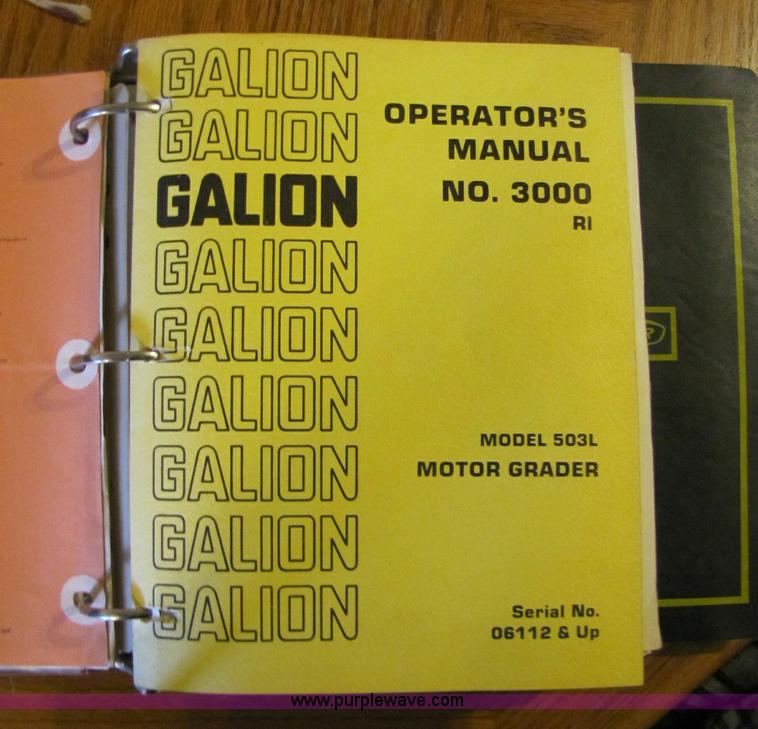 GALION
GALION
GALION
GALION
GALION
GALION
GALION
GALION
GALION
OPERATOR'S
MANUAL
NO. 3000
RI
MODEL 503L
MOTOR GRADER
Serial No.
06112 & Up
www.purplewave.com